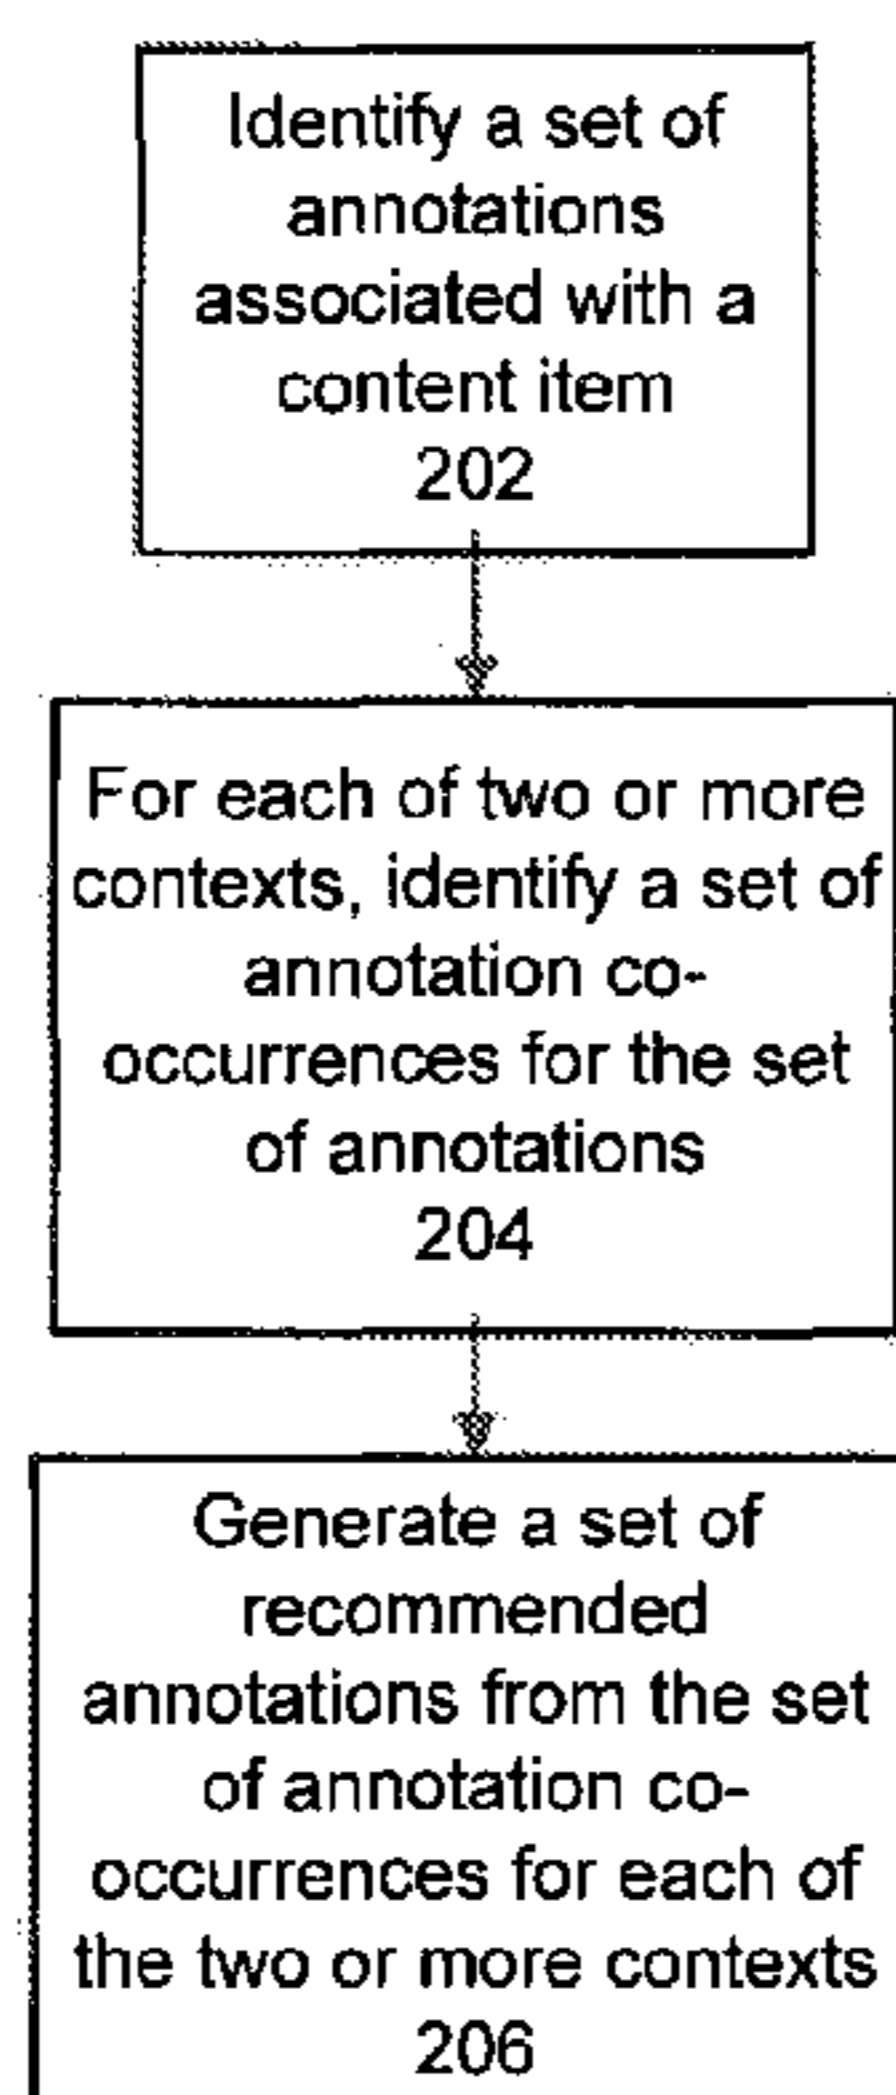 Identify a set of
annotations
associated with a
content item
202
For each of two or more
contexts, identify a set of
annotation co-
occurrences for the set
of annotations
204
Generate a set of
recommended
annotations from the set
of annotation co-
occurrences for each of
the two or more contexts
206